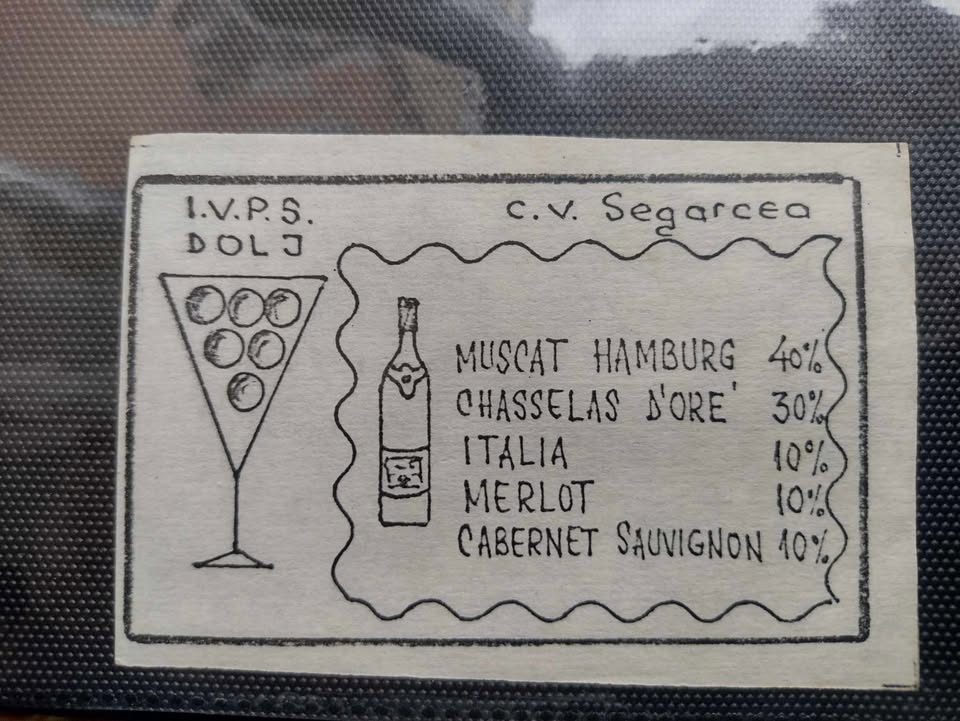 I.V.P.S.
DOLJ
C.V. Segarcea
MUSCAT HAMBURG 40%
CHASSELAS D'ORE' 30%
ITALIA 10%
MERLOT 10%
CABERNET SAUVIGNON 10%